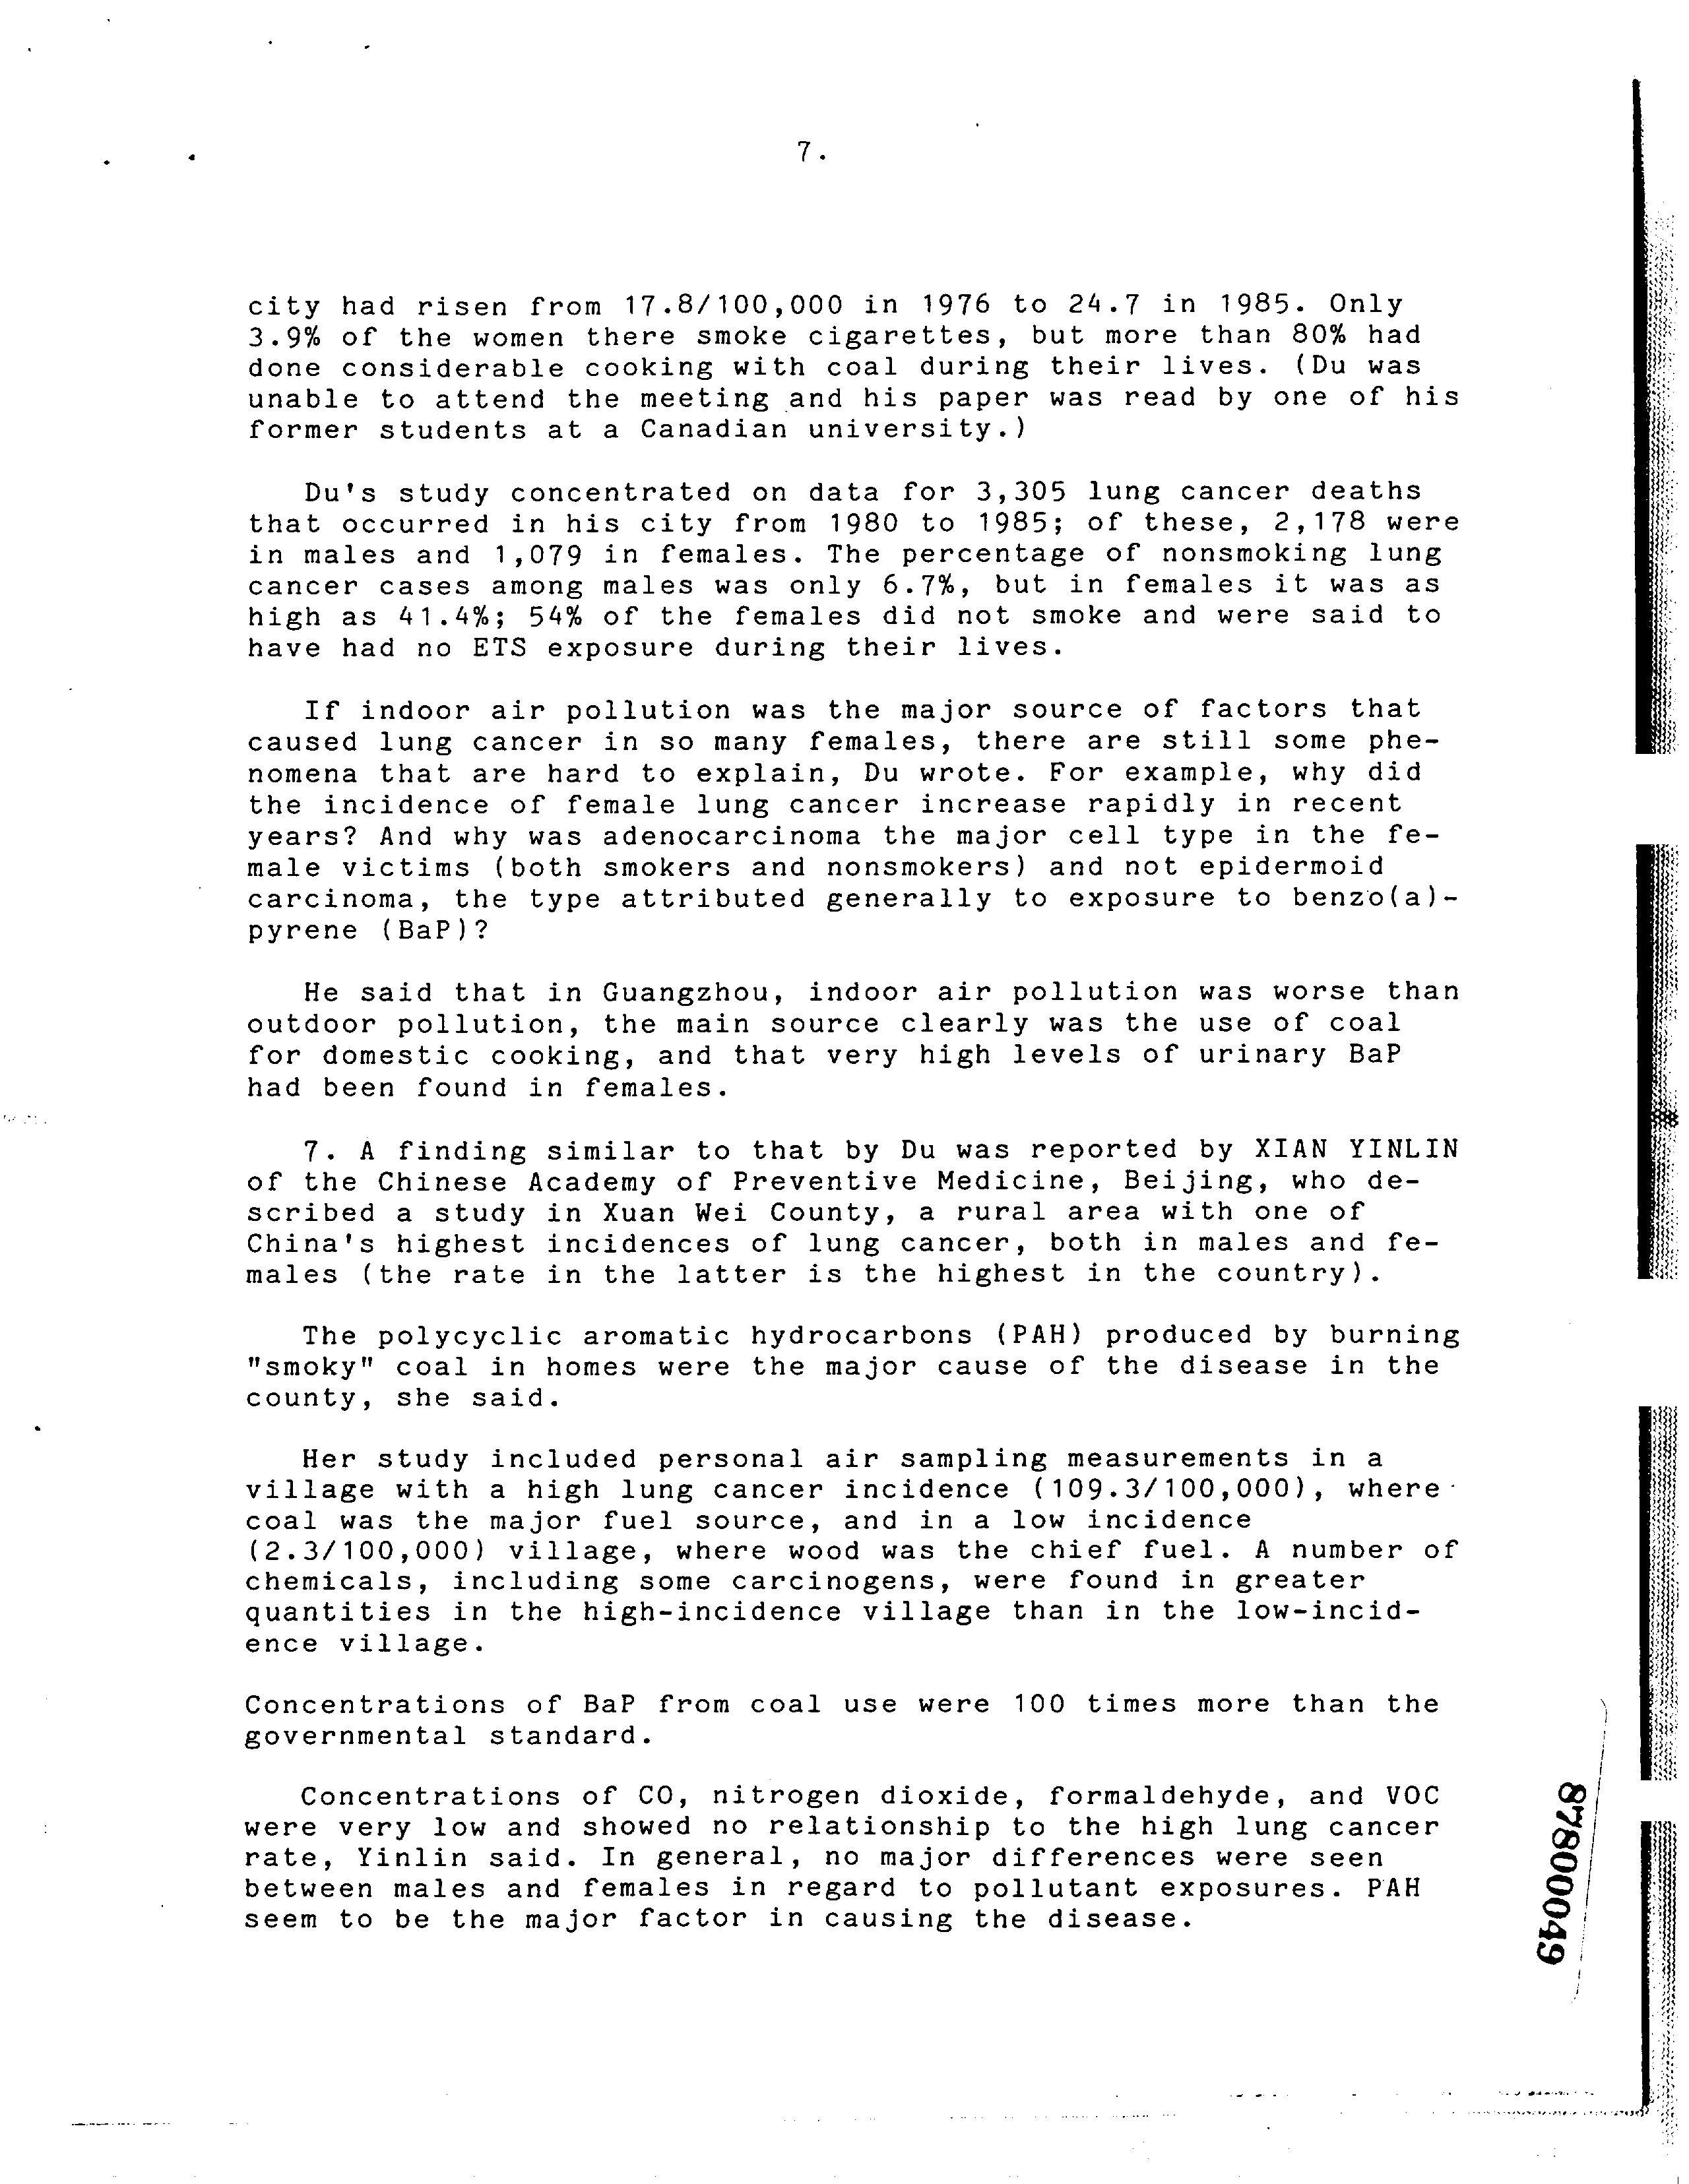 7.
city had risen from 17.8/100,000 in 1976 to 24.7 in 1985. Only
3.9% of the women there smoke cigarettes, but more than 80% had
done considerable cooking with coal during their lives. (Du was
unable to attend the meeting and his paper was read by one of his
former students at a Canadian university.)
Du's study concentrated on data for 3,305 lung cancer deaths
that occurred in his city from 1980 to 1985; of these, 2,178 were
in males and 1,079 in females. The percentage of nonsmoking lung
cancer cases among males was only 6.7%, but in females it was as
high as 41.4%; 54% of the females did not smoke and were said to
have had no ETS exposure during their lives.
If indoor air pollution was the major source of factors that
caused lung cancer in so many females, there are still some phe-
nomena that are hard to explain, Du wrote. For example, why did
the incidence of female lung cancer increase rapidly in recent
years? And why was adenocarcinoma the major cell type in the fe-
male victims (both smokers and nonsmokers) and not epidermoid
carcinoma, the type attributed generally to exposure to benzo(a)-
pyrene (BaP)?
He said that in Guangzhou, indoor air pollution was worse than
outdoor pollution, the main source clearly was the use of coal
for domestic cooking, and that very high levels of urinary BaP
had been found in females.
7. A finding similar to that by Du was reported by XIAN YINLIN
of the Chinese Academy of Preventive Medicine, Beijing, who de-
scribed a study in Xuan Wei County, a rural area with one of
China's highest incidences of lung cancer, both in males and fe-
males (the rate in the latter is the highest in the country).
The polycyclic aromatic hydrocarbons (PAH) produced by burning
"smoky" coal in homes were the major cause of the disease in the
county, she said.
Her study included personal air sampling measurements in a
village with a high lung cancer incidence (109.3/100,000), where
coal was the major fuel source, and in a low incidence
(2.3/100,000) village, where wood was the chief fuel. A number of
chemicals, including some carcinogens, were found in greater
quantities in the high-incidence village than in the low-incid-
ence village.
Concentrations of BaP from coal use were 100 times more than the
governmental standard.
Concentrations of CO, nitrogen dioxide, formaldehyde, and VOC
were very low and showed no relationship to the high lung cancer
rate, Yinlin said. In general, no major differences were seen
between males and females in regard to pollutant exposures. PAH
seem to be the major factor in causing the disease.
87800049